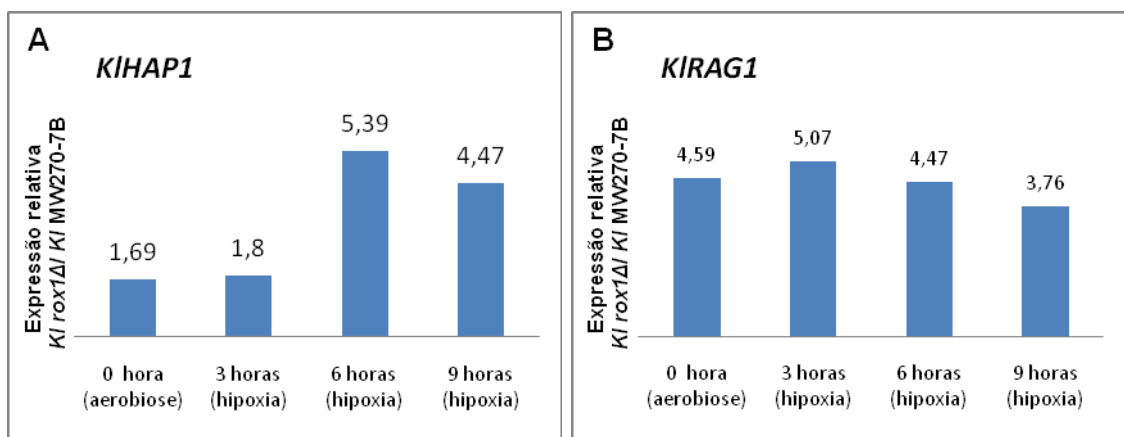 A
KlHAP1
Expressão relativa
Kl rox1Δ/ Kl MW270-7B
1,69
1,8
5,39
4,47
0 hora
(aerobiose)
3 horas
(hipoxia)
6 horas
(hipoxia)
9 horas
(hipoxia)
B
KlRAG1
Expressão relativa
Kl rox1Δ/ Kl MW270-7B
4,59
5,07
4,47
3,76
0 hora
(aerobiose)
3 horas
(hipoxia)
6 horas
(hipoxia)
9 horas
(hipoxia)